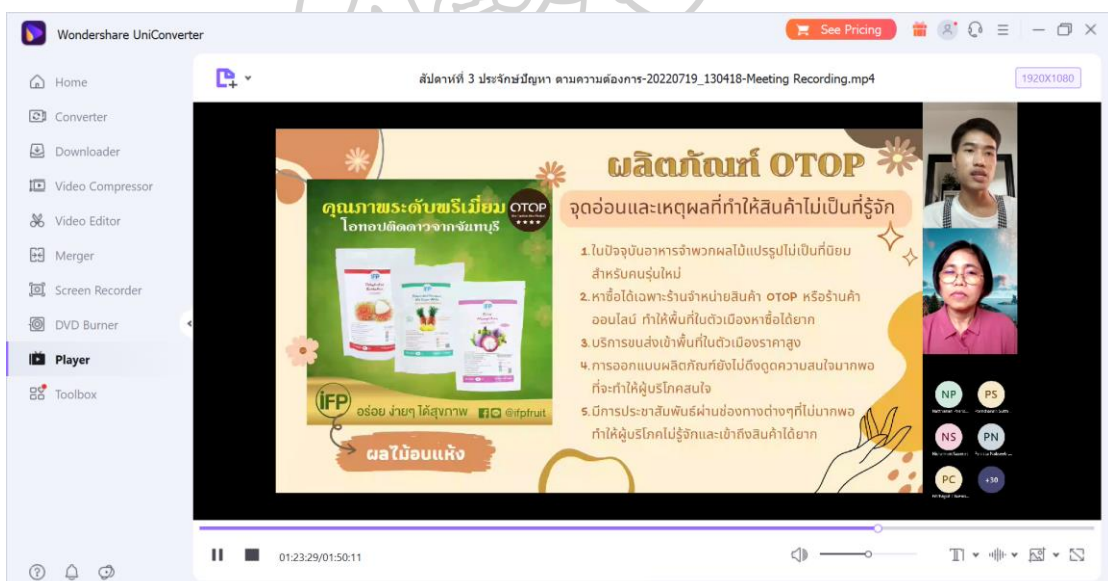 Wondershare UniConverter
See Pricing
Home
Converter
Downloader
Video Compressor
Video Editor
Merger
Screen Recorder
DVD Burner
Player
Toolbox
สัปดาห์ที่ 3 ประจักษ์ปัญหา ตามความต้องการ-20220719_130418-Meeting Recording.mp4
1920X1080
คุณภาพระดับพรีเมี่ยม
โอทอปติดดาวจากจันทบุรี
OTOP
iFP
อร่อย ง่ายๆ ได้สุขภาพ
@ifpfruit
ผลไม้อบแห้ง
ผลิตภัณฑ์ OTOP
จุดอ่อนและเหตุผลที่ทำให้สินค้าไม่เป็นที่รู้จัก
1.ในปัจจุบันอาหารจำพวกผลไม้แปรรูปไม่เป็นที่นิยม
สำหรับคนรุ่นใหม่
2.หาซื้อได้เฉพาะร้านจำหน่ายสินค้า OTOP หรือร้านค้า
ออนไลน์ ทำให้พื้นที่ในตัวเมืองหาซื้อได้ยาก
3.บริการขนส่งเข้าพื้นที่ในตัวเมืองราคาสูง
4.การออกแบบผลิตภัณฑ์ยังไม่ดึงดูดความสนใจมากพอ
ที่จะทำให้ผู้บริโภคสนใจ
5.มีการประชาสัมพันธ์ผ่านช่องทางต่างๆที่ไม่มากพอ
ทำให้ผู้บริโภคไม่รู้จักและเข้าถึงสินค้าได้ยาก
NP
PS
NS
PN
PC
+30
01:23:29/01:50:11